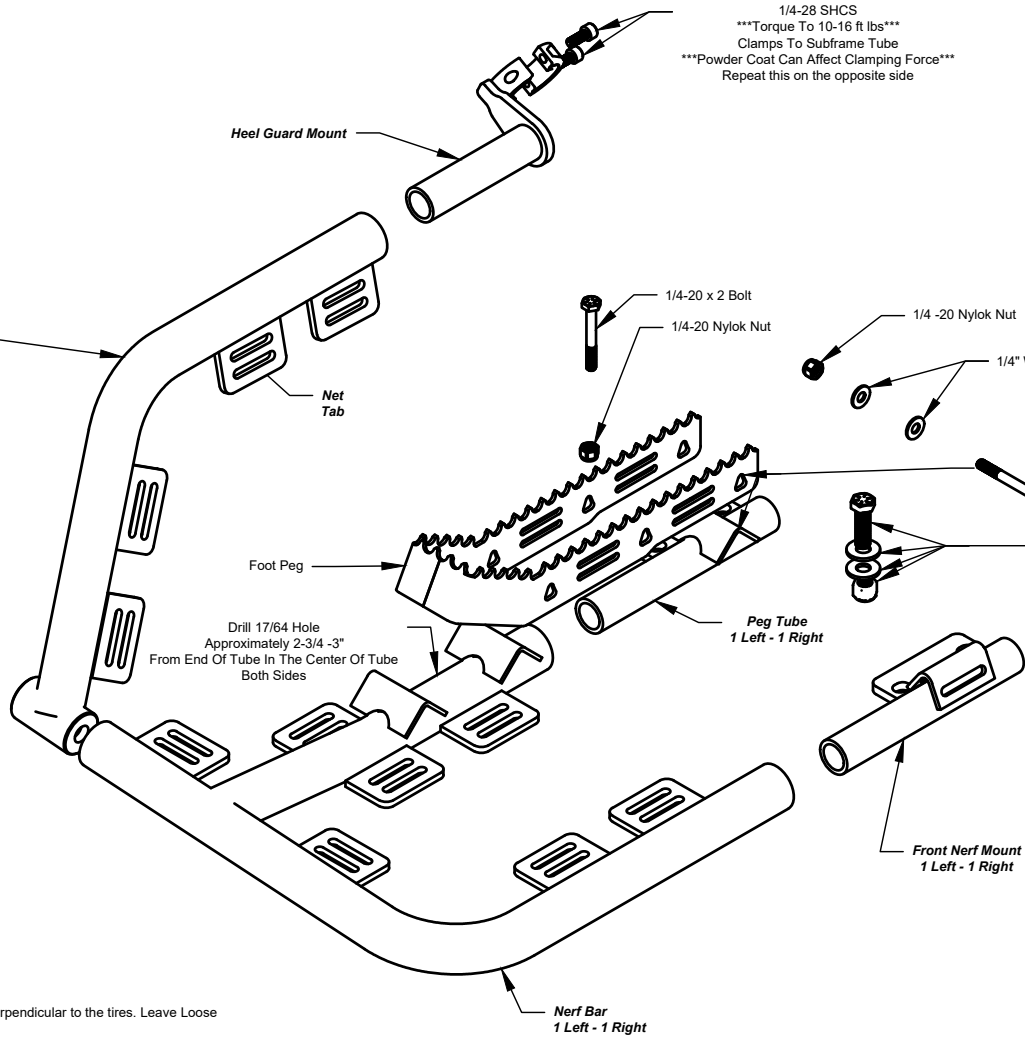 1/4-28 SHCS
***Torque To 10-16 ft lbs***
Clamps To Subframe Tube
***Powder Coat Can Affect Clamping Force***
Repeat this on the opposite side
Heel Guard Mount
1/4-20 x 2 Bolt
1/4-20 Nylok Nut
1/4 -20 Nylok Nut
1/4"
Net
Tab
Foot Peg
Drill 17/64 Hole
Approximately 2-3/4 -3"
From End Of Tube In The Center Of Tube
Both Sides
Peg Tube
1 Left - 1 Right
Front Nerf Mount
1 Left - 1 Right
rpendicular to the tires. Leave Loose
Nerf Bar
1 Left - 1 Right